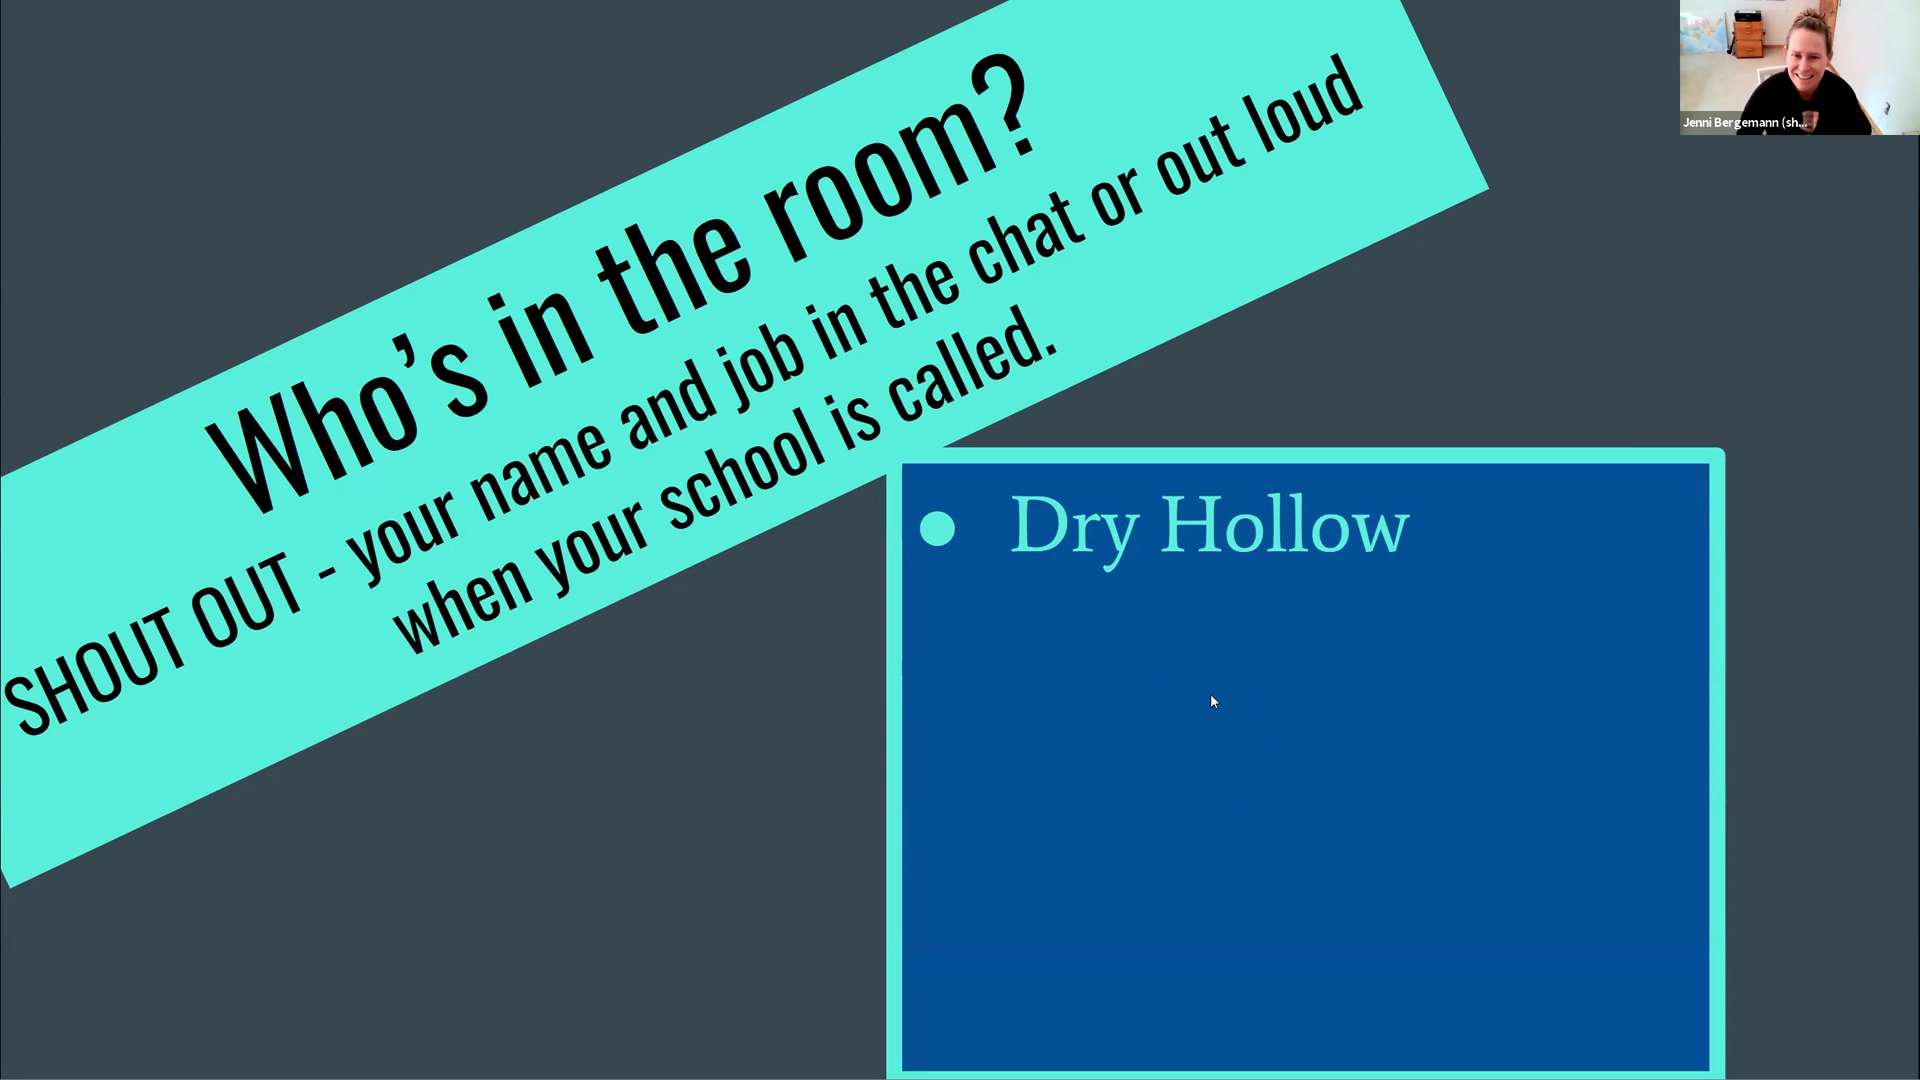 Who's in the room?
SHOUT OUT - your name and job in the chat or out loud
when your school is called.
● Dry Hollow
Jenni Bergemann (sh...